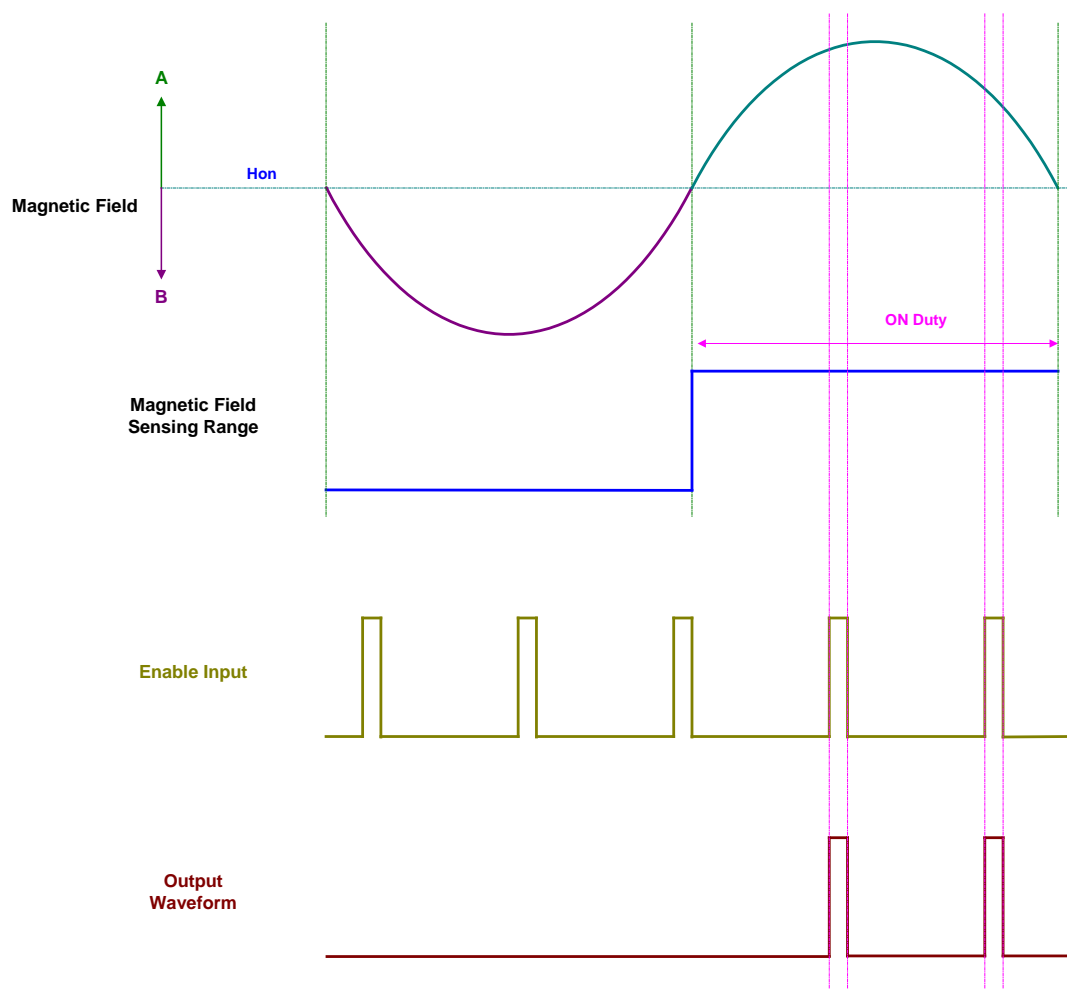 A
Hon
Magnetic Field
B
ON Duty
Magnetic Field
Sensing Range
Enable Input
Output
Waveform